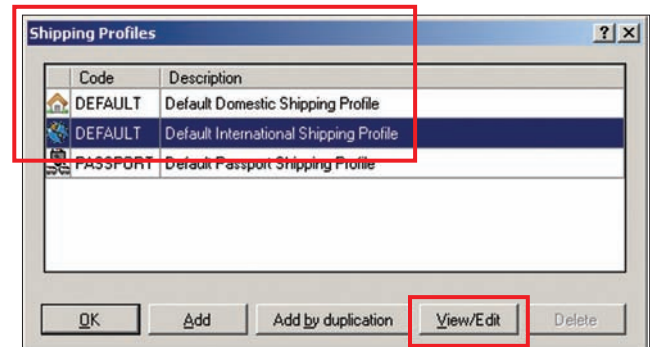 Shipping Profiles
Code Description
DEFAULT Default Domestic Shipping Profile
DEFAULT Default International Shipping Profile
PASSPORT Default Passport Shipping Profile
OK Add Add by duplication View/Edit Delete